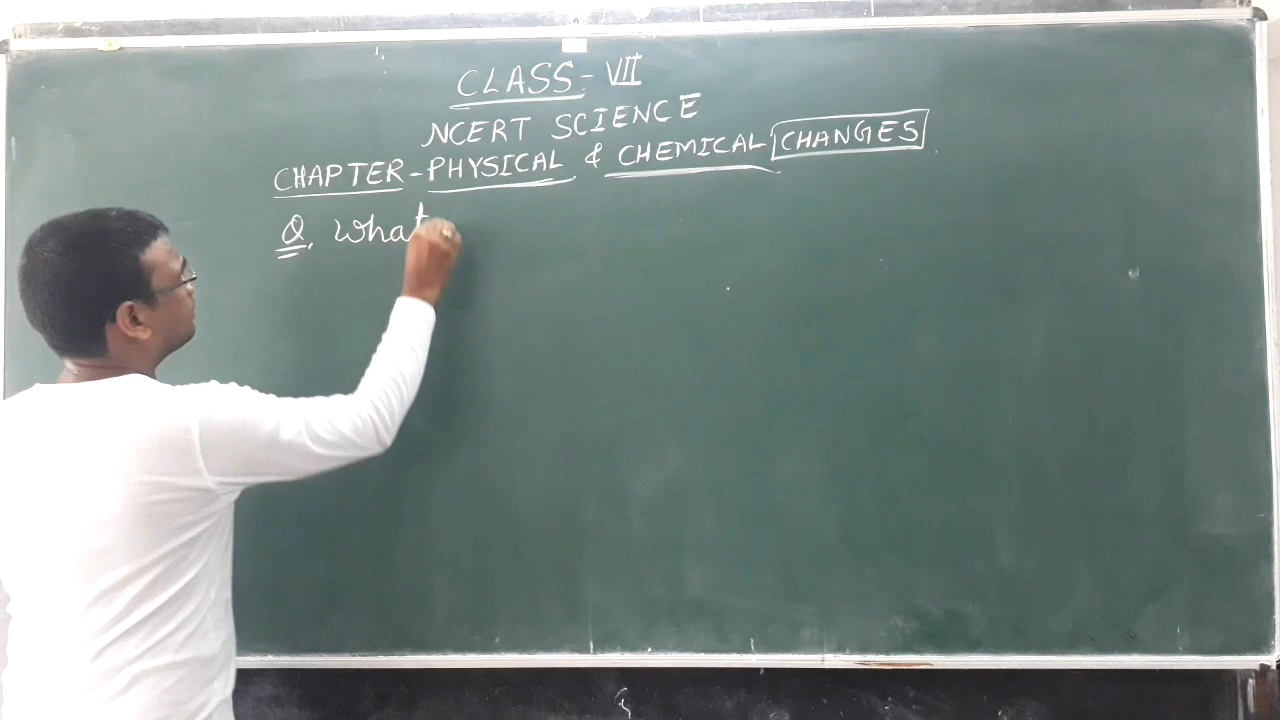 CLASS - VII
NCERT SCIENCE
CHAPTER - PHYSICAL & CHEMICAL CHANGES
Q. What